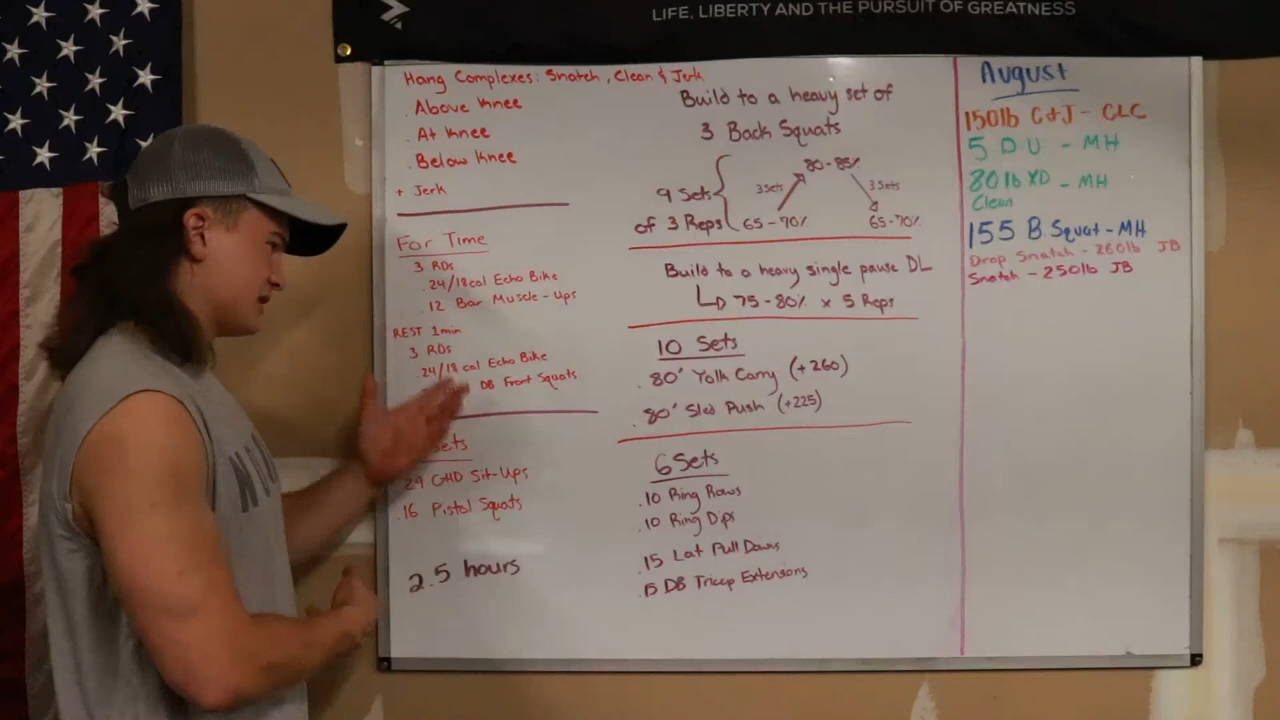 LIFE, LIBERTY AND THE PURSUIT OF GREATNESS
Hang Complexes: Snatch, Clean & Jerk
. Above Knee
. At Knee
. Below Knee
+ Jerk
For Time
3 RDs
. 24/18cal Echo Bike
. 12 Bar Muscle-Ups
REST 1min
3 RDs
. 24/18 cal Echo Bike
DB Front Squats
Sets
. 29 GHD Sit-Ups
. 16 Pistol Squats
2.5 hours
Build to a heavy set of
3 Back Squats
9 Sets
of 3 Reps
65-70%
3 Sets
80-85%
3 Sets
65-70%
Build to a heavy single pause DL
75-80% x 5 Reps
10 Sets
. 80' Yolk Carry (+260)
. 80' Sled Push (+225)
6 Sets
. 10 Ring Rows
. 10 Ring Dips
. 15 Lat Pull Downs
. 15 DB Tricep Extensions
August
150lb C&J - CLC
5 DU - MH
80lb XD - MH
Clean
155 B. Squat - MH
Drop Snatch - 260lb JB
Snatch - 250lb JB